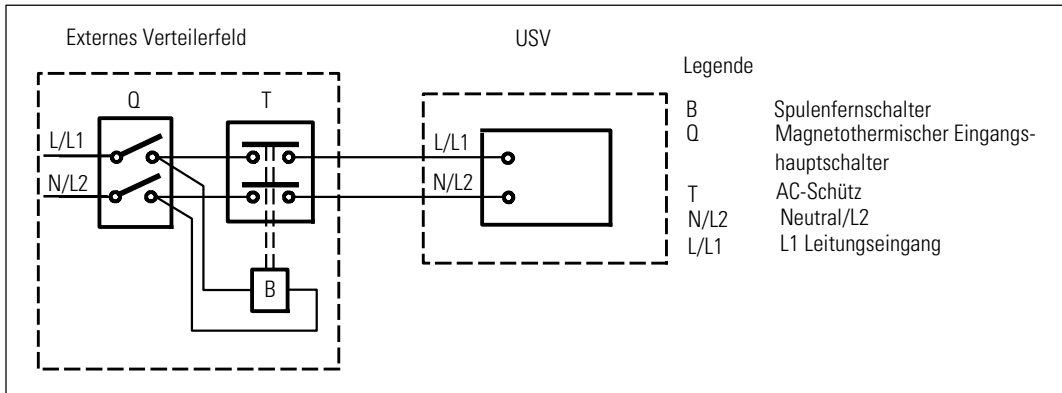 Externes Verteilerfeld
USV
Q
T
L/L1
N/L2
B
L/L1
N/L2
Legende
B Spulenfernschalter
Q Magnetothermischer Eingangs-
hauptschalter
T AC-Schütz
N/L2 Neutral/L2
L/L1 L1 Leitungseingang